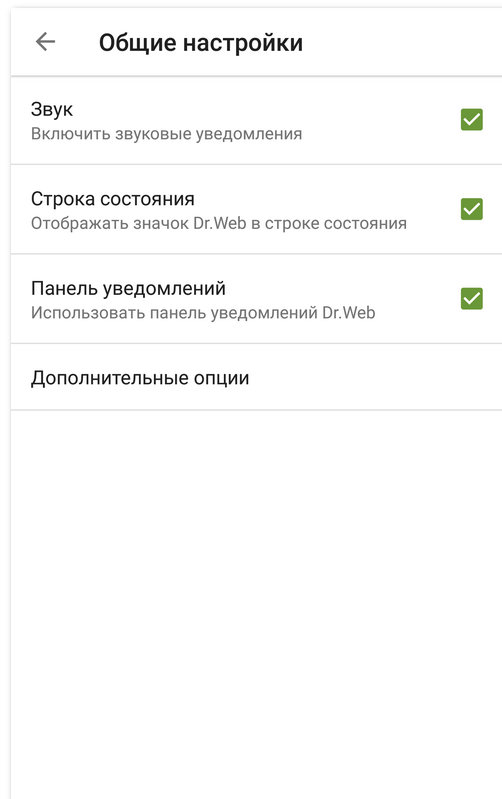 Общие настройки
Звук
Включить звуковые уведомления
Строка состояния
Отображать значок Dr.Web в строке состояния
Панель уведомлений
Использовать панель уведомлений Dr.Web
Дополнительные опции